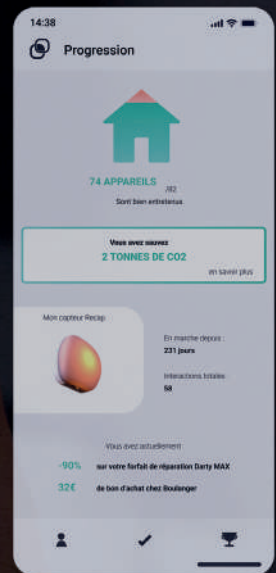 14:38
Progression
74 APPAREILS /82
Sont bien entretenus
Vous avez sauvez
2 TONNES DE CO2
en savoir plus
Mon capteur Recap.
En marche depuis :
231 jours
Interactions totales
58
Vous avez actuellement
-90% sur votre forfait de réparation Darty MAX
32€ de bon d'achat chez Boulanger